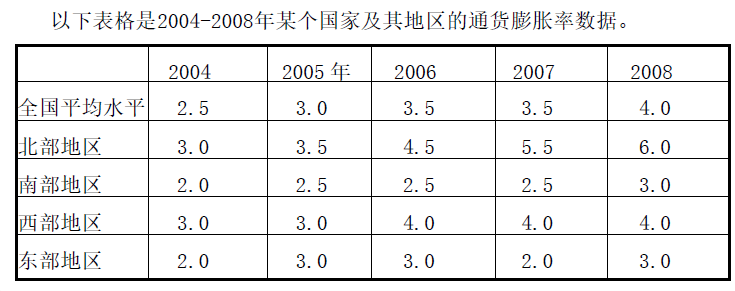 以下表格是2004-2008年某个国家及其地区的通货膨胀率数据。
2004 2005年 2006 2007 2008
全国平均水平 2.5 3.0 3.5 3.5 4.0
北部地区 3.0 3.5 4.5 5.5 6.0
南部地区 2.0 2.5 2.5 2.5 3.0
西部地区 3.0 3.0 4.0 4.0 4.0
东部地区 2.0 3.0 3.0 2.0 3.0